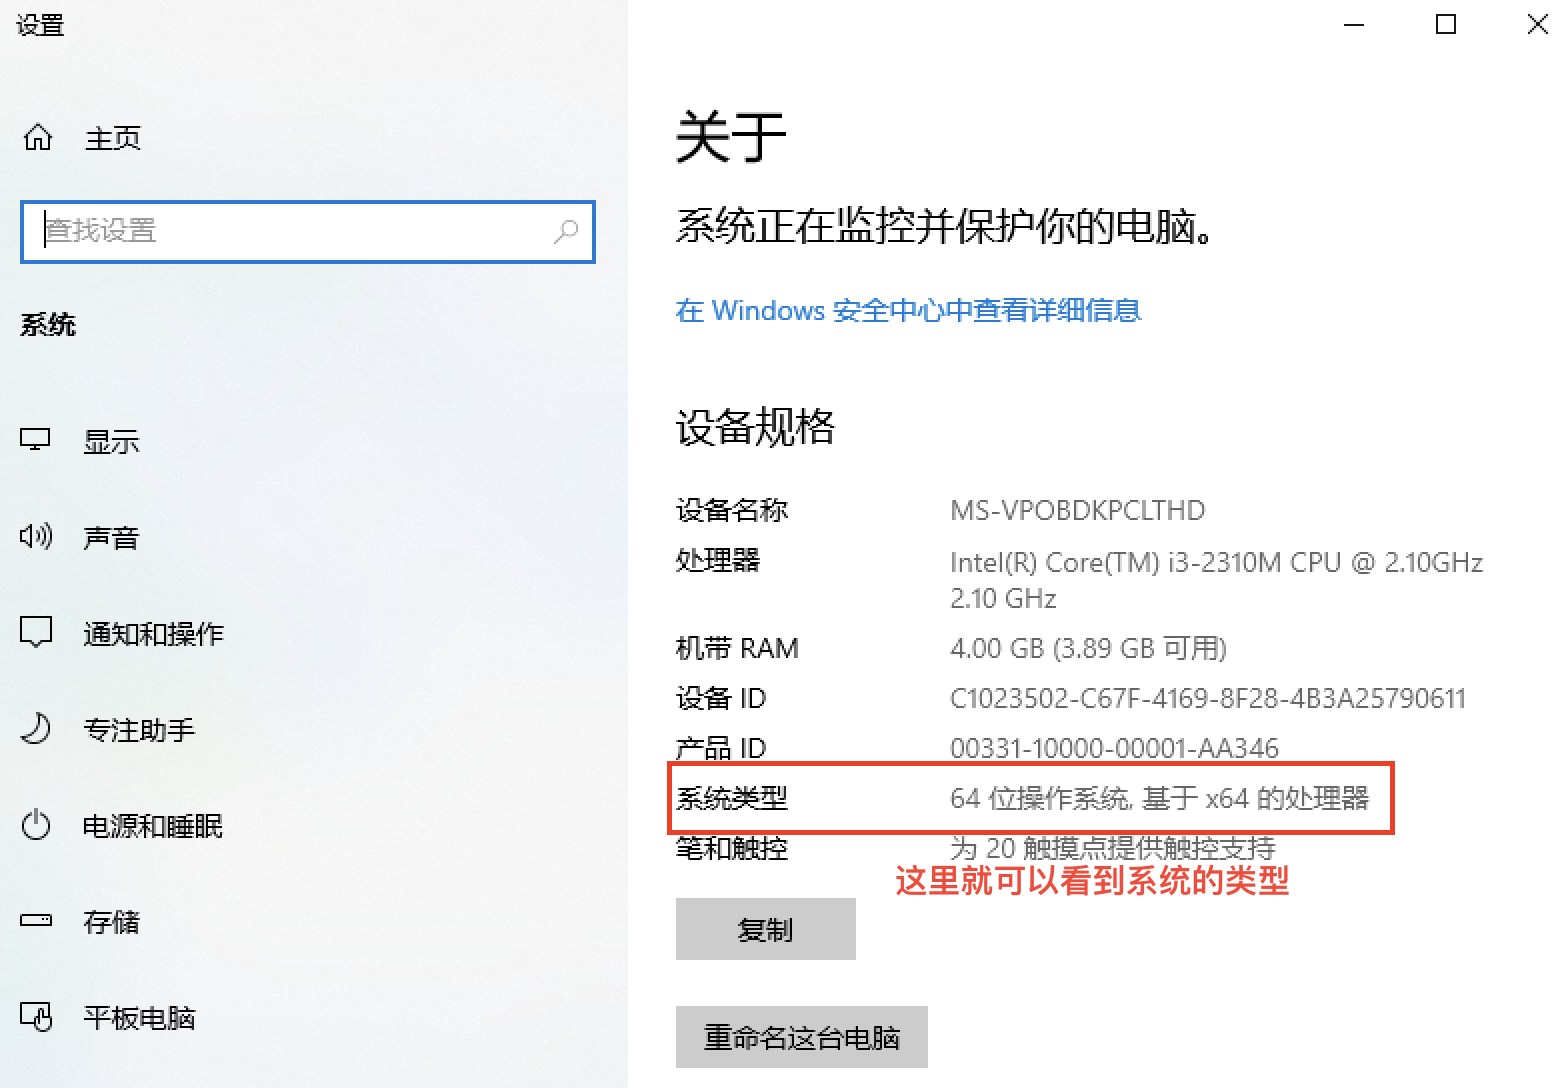 设置
主页
查找设置
系统
显示
声音
通知和操作
专注助手
电源和睡眠
存储
平板电脑
关于
系统正在监控并保护你的电脑。
在 Windows 安全中心中查看详细信息
设备规格
设备名称 MS-VPOBDKPCLTHD
处理器 Intel(R) Core(TM) i3-2310M CPU @ 2.10GHz
2.10 GHz
机带 RAM 4.00 GB (3.89 GB 可用)
设备 ID C1023502-C67F-4169-8F28-4B3A25790611
产品 ID 00331-10000-00001-AA346
系统类型 64 位操作系统, 基于 x64 的处理器
笔和触控 为 20 触摸点提供触控支持
这里就可以看到系统的类型
复制
重命名这台电脑